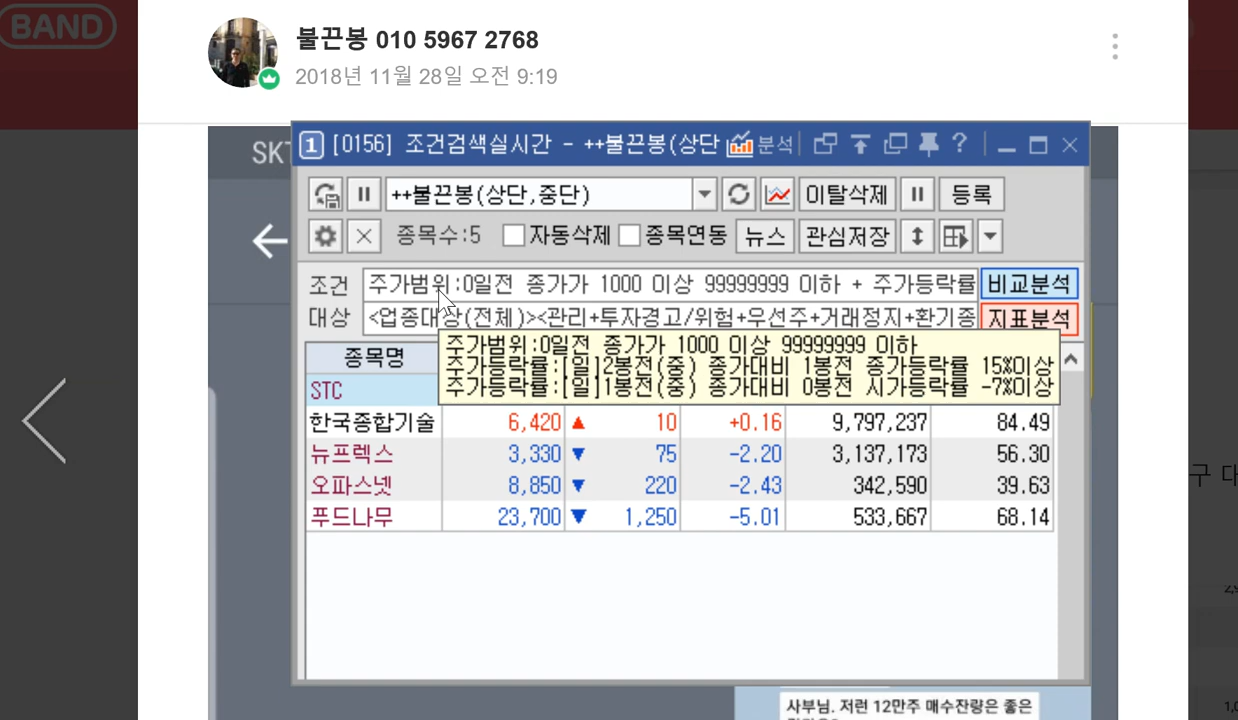 BAND
불끈봉 010 5967 2768
2018년 11월 28일 오전 9:19
SKT
1 [0156] 조건검색실시간 - ++불끈봉(상단 분석
++불끈봉(상단,중단) 이탈삭제 등록
종목수:5 자동삭제 종목연동 뉴스 관심저장
조건 주가범위:0일전 종가가 1000 이상 99999999 이하 + 주가등락률 비교분석
대상 <업종대상(전체)><관리+투자경고/위험+우선주+거래정지+환기종 지표분석
주가범위:0일전 종가가 1000 이상 99999999 이하
주가등락률:[일]2봉전(중) 종가대비 1봉전 종가등락률 15%이상
주가등락률:[일]1봉전(중) 종가대비 0봉전 시가등락률 -7%이상
종목명
STC
한국종합기술 6,420 ▲ 10 +0.16 9,797,237 84.49
뉴프렉스 3,330 ▼ 75 -2.20 3,137,173 56.30
오파스넷 8,850 ▼ 220 -2.43 342,590 39.63
푸드나무 23,700 ▼ 1,250 -5.01 533,667 68.14
구 대
사부님. 저런 12만주 매수잔량은 좋은